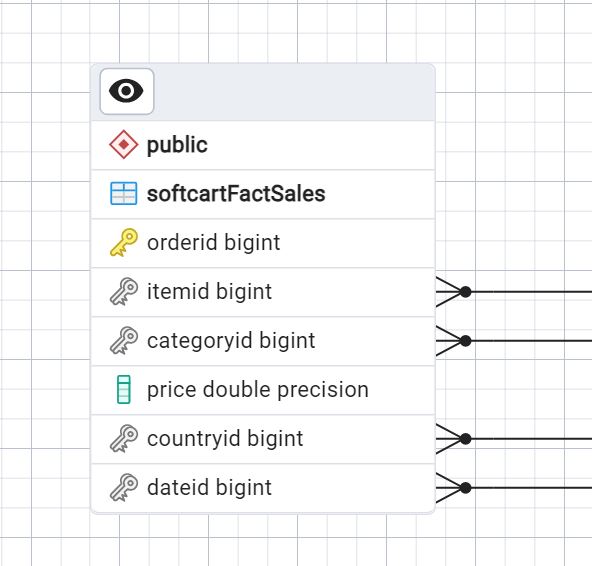 public
softcartFactSales
orderid bigint
itemid bigint
categoryid bigint
price double precision
countryid bigint
dateid bigint